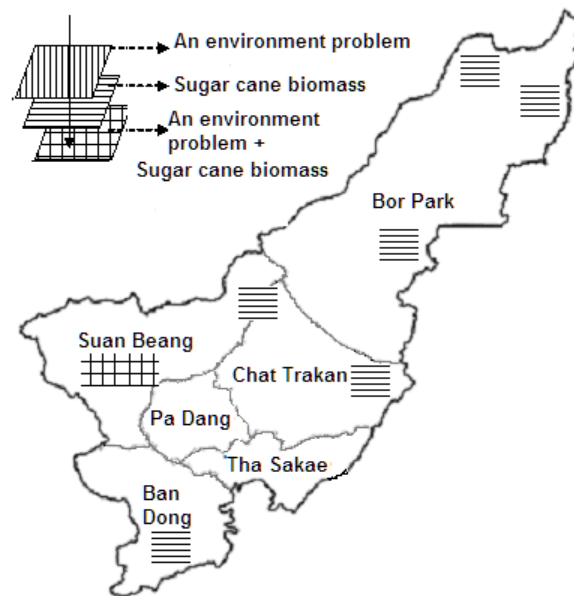 An environment problem
Sugar cane biomass
An environment
problem +
Sugar cane biomass
Bor Park
Suan Beang
Chat Trakan
Pa Dang
Tha Sakae
Ban
Dong